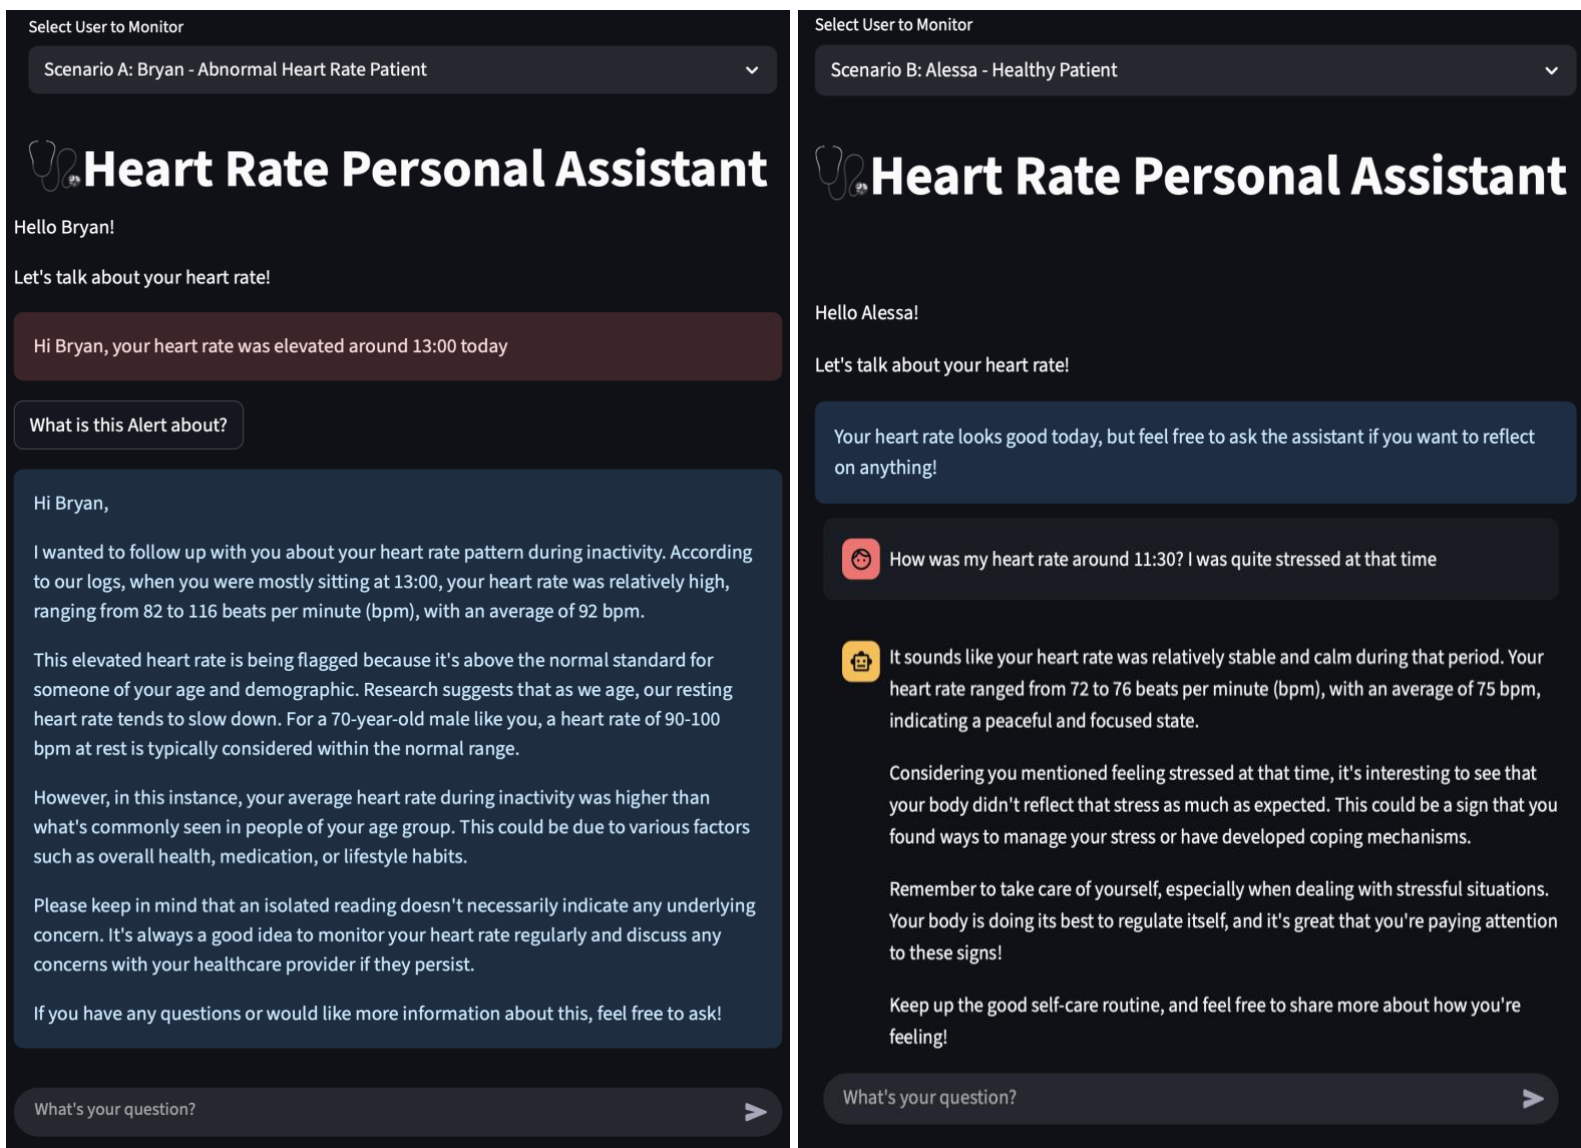 Select User to Monitor
Scenario A: Bryan - Abnormal Heart Rate Patient
Heart Rate Personal Assistant
Hello Bryan!
Let's talk about your heart rate!
Hi Bryan, your heart rate was elevated around 13:00 today
What is this Alert about?
Hi Bryan,
I wanted to follow up with you about your heart rate pattern during inactivity. According
to our logs, when you were mostly sitting at 13:00, your heart rate was relatively high,
ranging from 82 to 116 beats per minute (bpm), with an average of 92 bpm.
This elevated heart rate is being flagged because it's above the normal standard for
someone of your age and demographic. Research suggests that as we age, our resting
heart rate tends to slow down. For a 70-year-old male like you, a heart rate of 90-100
bpm at rest is typically considered within the normal range.
However, in this instance, your average heart rate during inactivity was higher than
what's commonly seen in people of your age group. This could be due to various factors
such as overall health, medication, or lifestyle habits.
Please keep in mind that an isolated reading doesn't necessarily indicate any underlying
concern. It's always a good idea to monitor your heart rate regularly and discuss any
concerns with your healthcare provider if they persist.
If you have any questions or would like more information about this, feel free to ask!
What's your question?
Select User to Monitor
Scenario B: Alessa - Healthy Patient
Heart Rate Personal Assistant
Hello Alessa!
Let's talk about your heart rate!
Your heart rate looks good today, but feel free to ask the assistant if you want to reflect
on anything!
How was my heart rate around 11:30? I was quite stressed at that time
It sounds like your heart rate was relatively stable and calm during that period. Your
heart rate ranged from 72 to 76 beats per minute (bpm), with an average of 75 bpm,
indicating a peaceful and focused state.
Considering you mentioned feeling stressed at that time, it's interesting to see that
your body didn't reflect that stress as much as expected. This could be a sign that you
found ways to manage your stress or have developed coping mechanisms.
Remember to take care of yourself, especially when dealing with stressful situations.
Your body is doing its best to regulate itself, and it's great that you're paying attention
to these signs!
Keep up the good self-care routine, and feel free to share more about how you're
feeling!
What's your question?